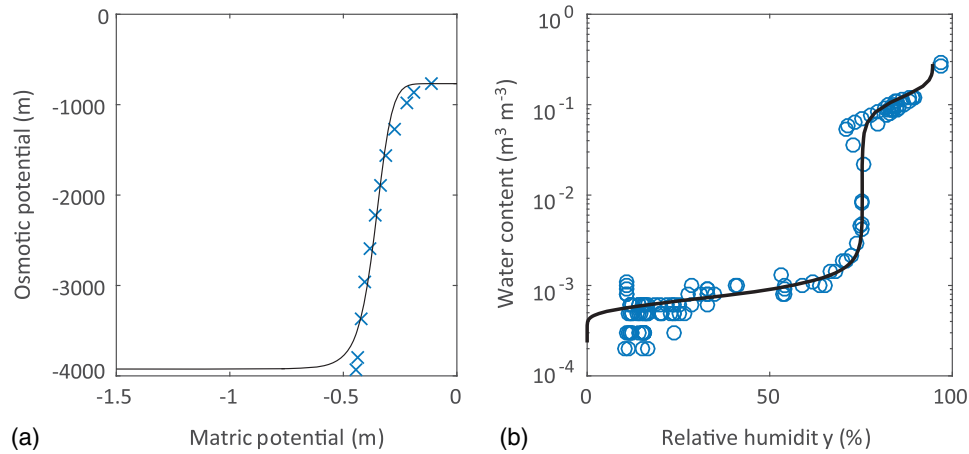 0
-1000
-2000
-3000
-4000
Osmotic potential (m)
-1.5 -1 -0.5 0
(a) Matric potential (m)
10^0
10^-1
10^-2
10^-3
10^-4
Water content (m^3 m^-3)
0 50 100
(b) Relative humidit y (%)